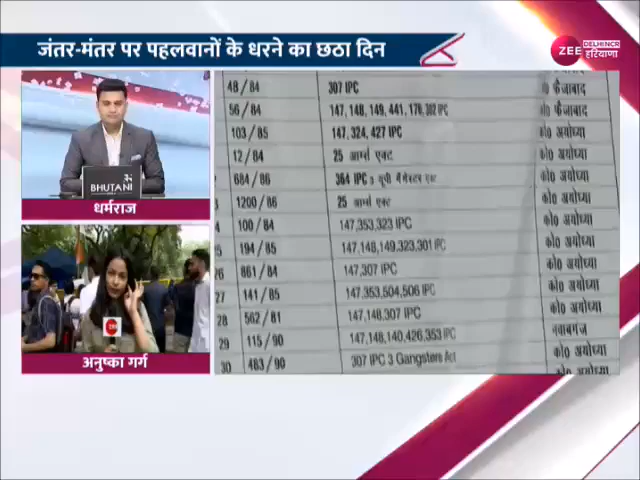 जंतर-मंतर पर पहलवानों के धरने का छठा दिन
ZEE DELHI NCR हरियाणा
BHUTANI
धर्मराज
ZEE
अनुष्का गर्ग
48/84 307 IPC को० फैजाबाद
56/84 147, 148, 149, 441, 178, 302 IPC को० फैजाबाद
103/85 147, 324, 427 IPC को० अयोध्या
12/84 25 आर्म्स एक्ट को० अयोध्या
684/86 364 IPC 3 यूपी गैंगस्टर एक्ट को० अयोध्या
1200/86 25 आर्म्स एक्ट को० अयोध्या
100/84 147,353,323 IPC को० अयोध्या
194/85 147,148,149,323,301 IPC को० अयोध्या
26 861/84 147,307 IPC को० अयोध्या
27 141/85 147,353,504,506 IPC को० अयोध्या
28 562/81 147,148,307 IPC नवाबगंज
29 115/90 147,148,140,426,353 IPC को० अयोध्या
30 483/90 307 IPC 3 Gangsters Act को० अयोध्या